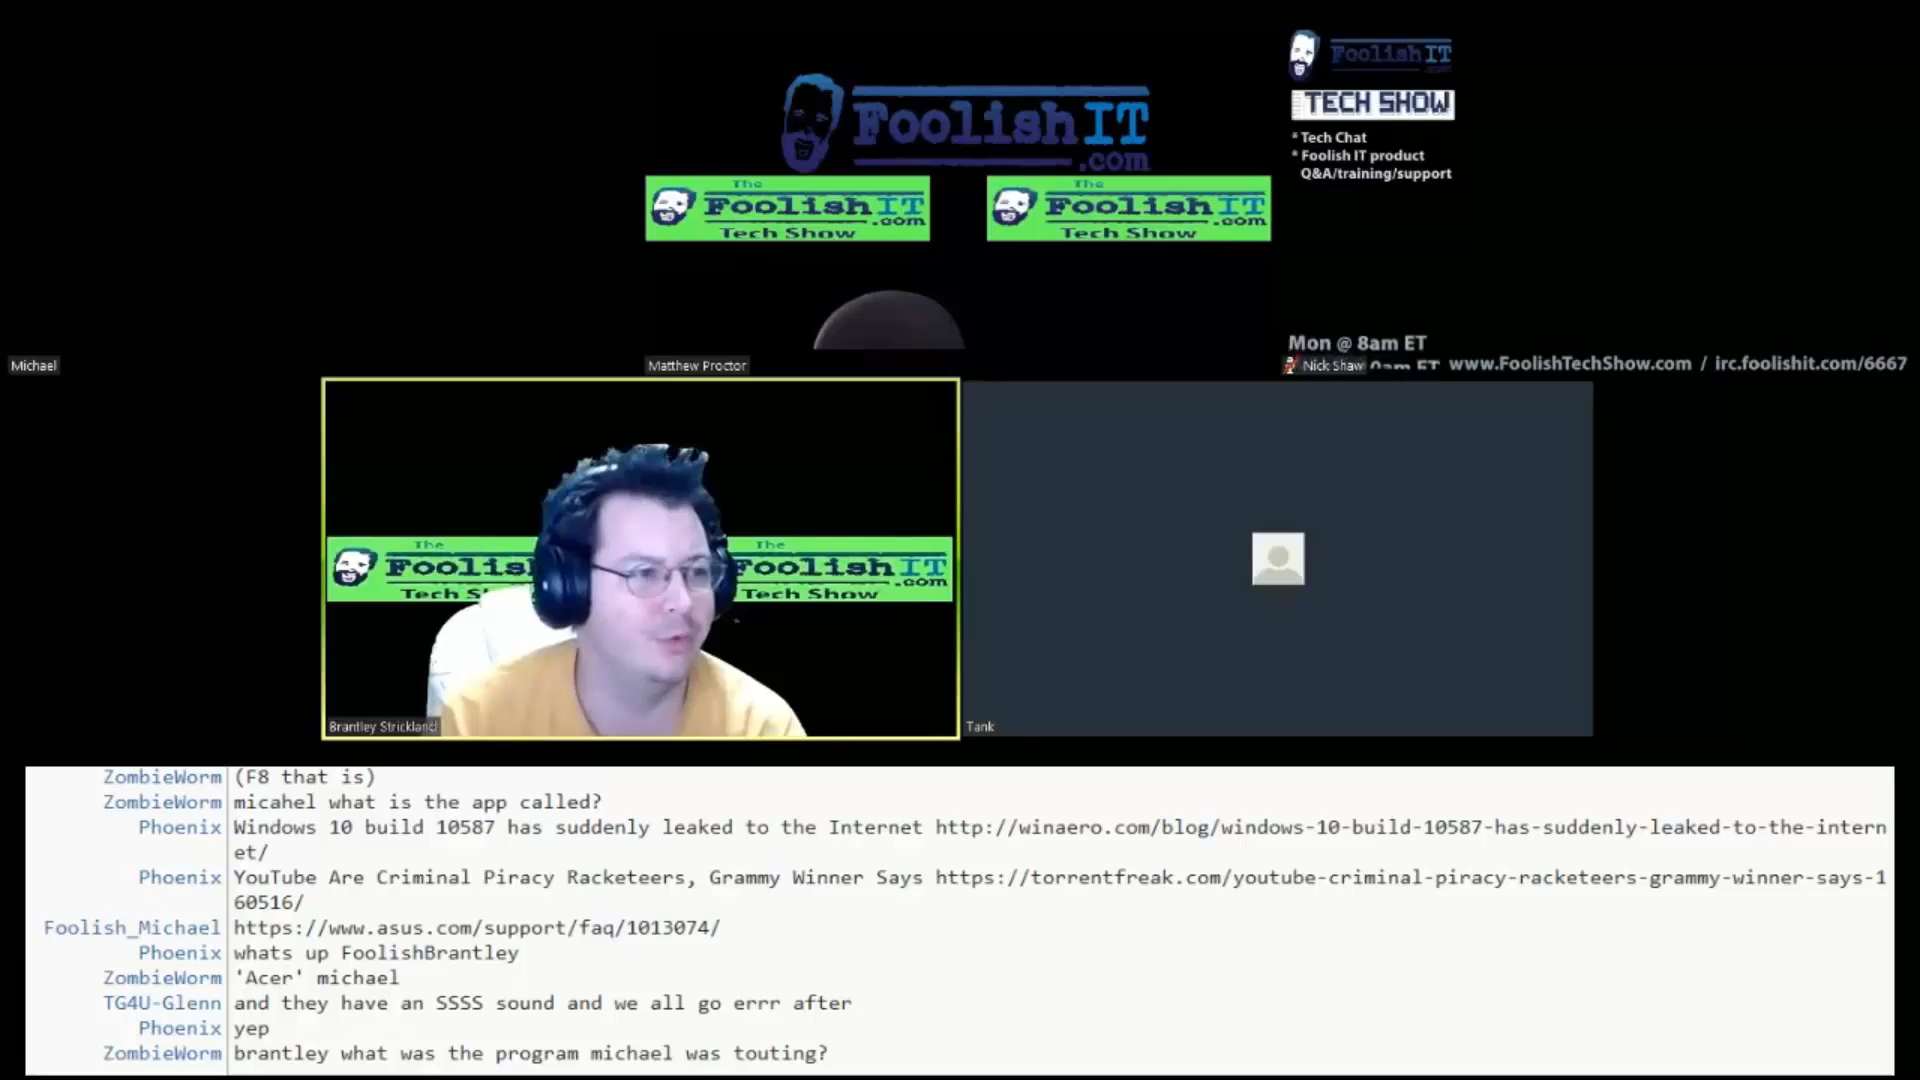 FoolishIT
.com
FoolishIT
.com
TECH SHOW
* Tech Chat
* Foolish IT product
Q&A/training/support
The
FoolishIT
.com
Tech Show
The
FoolishIT
.com
Tech Show
Mon @ 8am ET
Michael
Matthew Proctor
Nick Shaw
0am ET www.FoolishTechShow.com / irc.foolishit.com/6667
The
Foolis
Tech S
The
FoolishIT
.com
Tech Show
Brantley Strickland
Tank
ZombieWorm (F8 that is)
ZombieWorm micahel what is the app called?
Phoenix Windows 10 build 10587 has suddenly leaked to the Internet http://winaero.com/blog/windows-10-build-10587-has-suddenly-leaked-to-the-intern
et/
Phoenix YouTube Are Criminal Piracy Racketeers, Grammy Winner Says https://torrentfreak.com/youtube-criminal-piracy-racketeers-grammy-winner-says-1
60516/
Foolish_Michael https://www.asus.com/support/faq/1013074/
Phoenix whats up FoolishBrantley
ZombieWorm 'Acer' michael
TG4U-Glenn and they have an SSSS sound and we all go errr after
Phoenix yep
ZombieWorm brantley what was the program michael was touting?